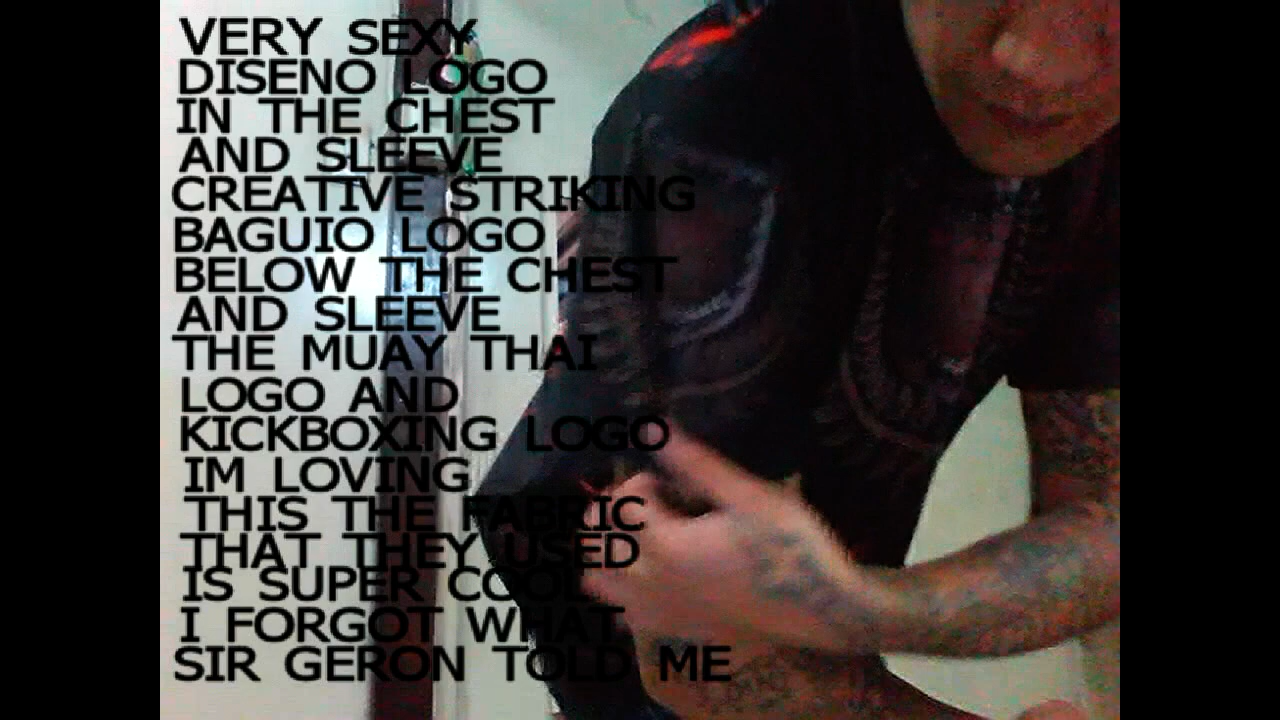 VERY SEXY
DISENO LOGO
IN THE CHEST
AND SLEEVE
CREATIVE STRIKING
BAGUIO LOGO
BELOW THE CHEST
AND SLEEVE
THE MUAY THAI
LOGO AND
KICKBOXING LOGO
IM LOVING
THIS THE FABRIC
THAT THEY USED
IS SUPER COOL
I FORGOT WHAT
SIR GERON TOLD ME